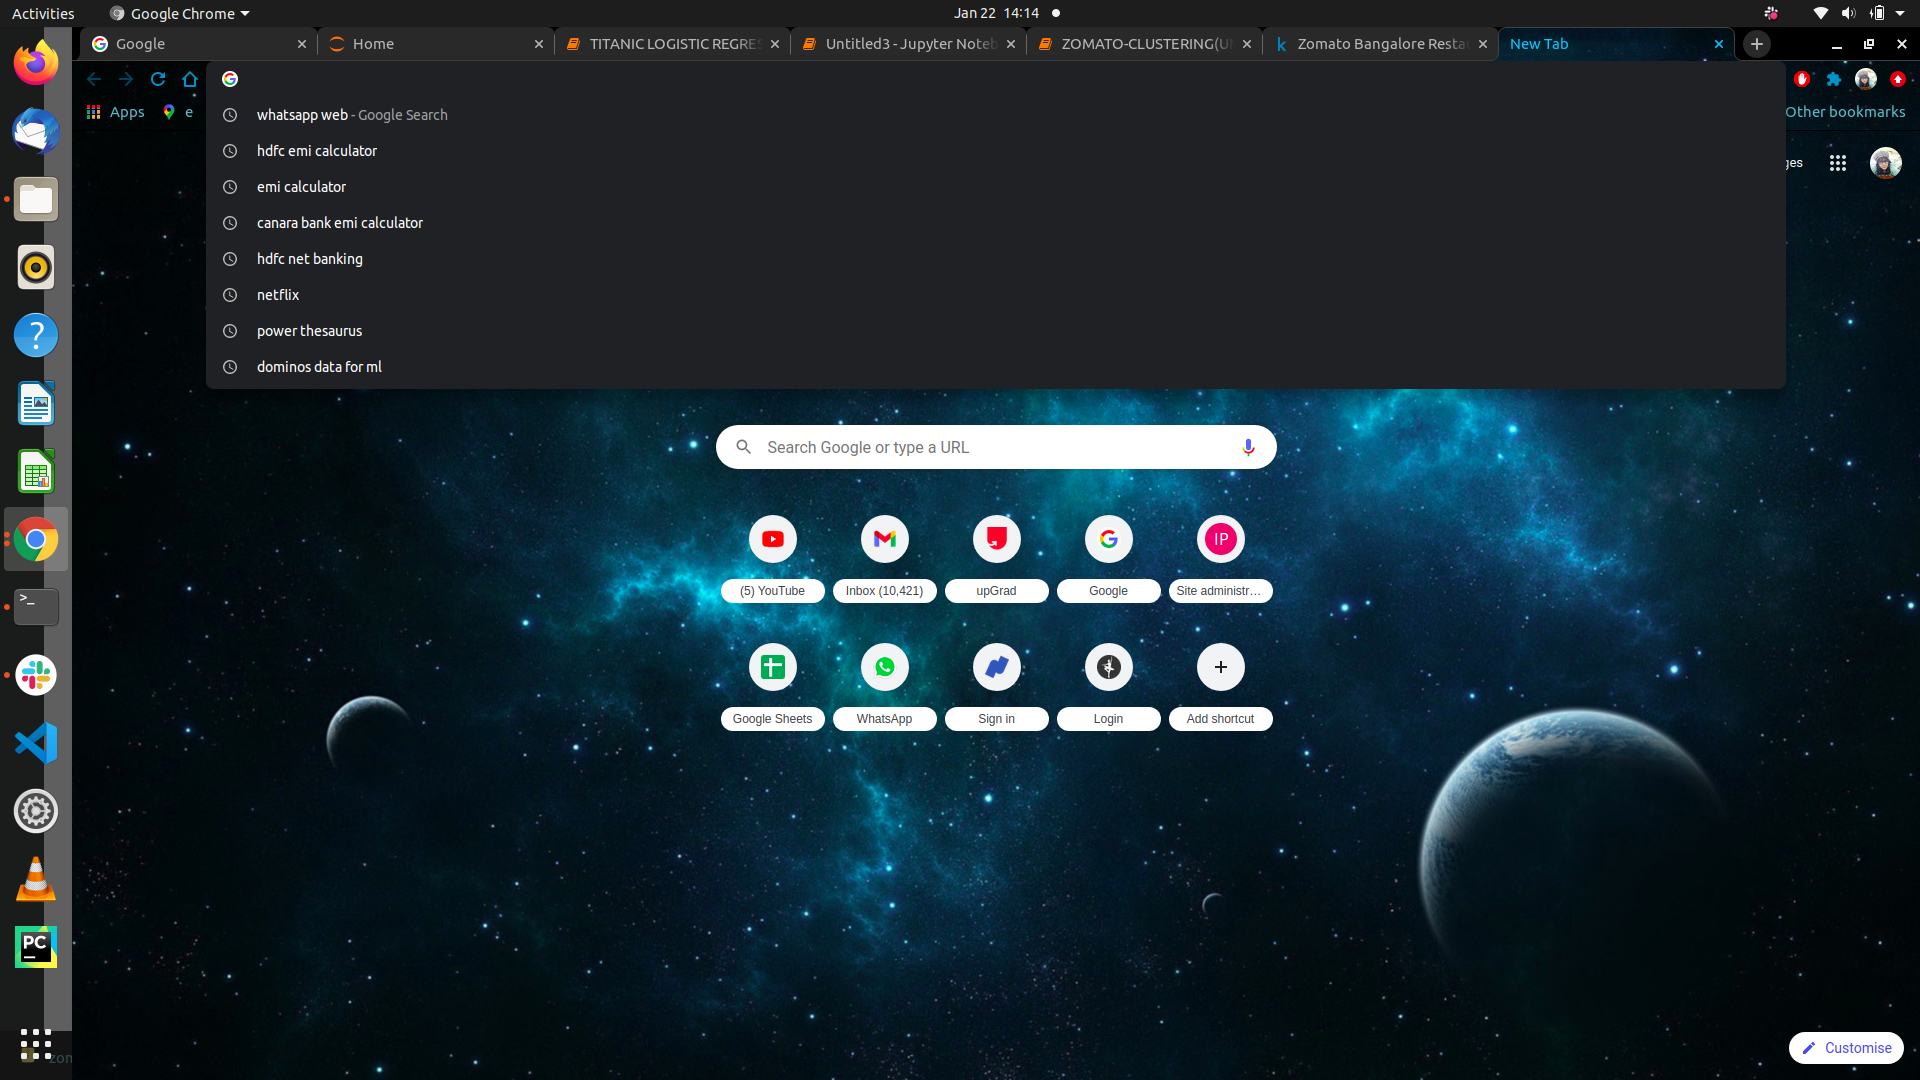 Activities Google Chrome Jan 22 14:14
Google Home TITANIC LOGISTIC REGRES Untitled3 - Jupyter Noteb ZOMATO-CLUSTERING(U Zomato Bangalore Resta New Tab
Apps e Other bookmarks
whatsapp web - Google Search
hdfc emi calculator
emi calculator
canara bank emi calculator
hdfc net banking
netflix
power thesaurus
dominos data for ml
ges
Search Google or type a URL
IP
(5) YouTube Inbox (10,421) upGrad Google Site administr...
Google Sheets WhatsApp Sign in Login Add shortcut
PC
zom
Customise